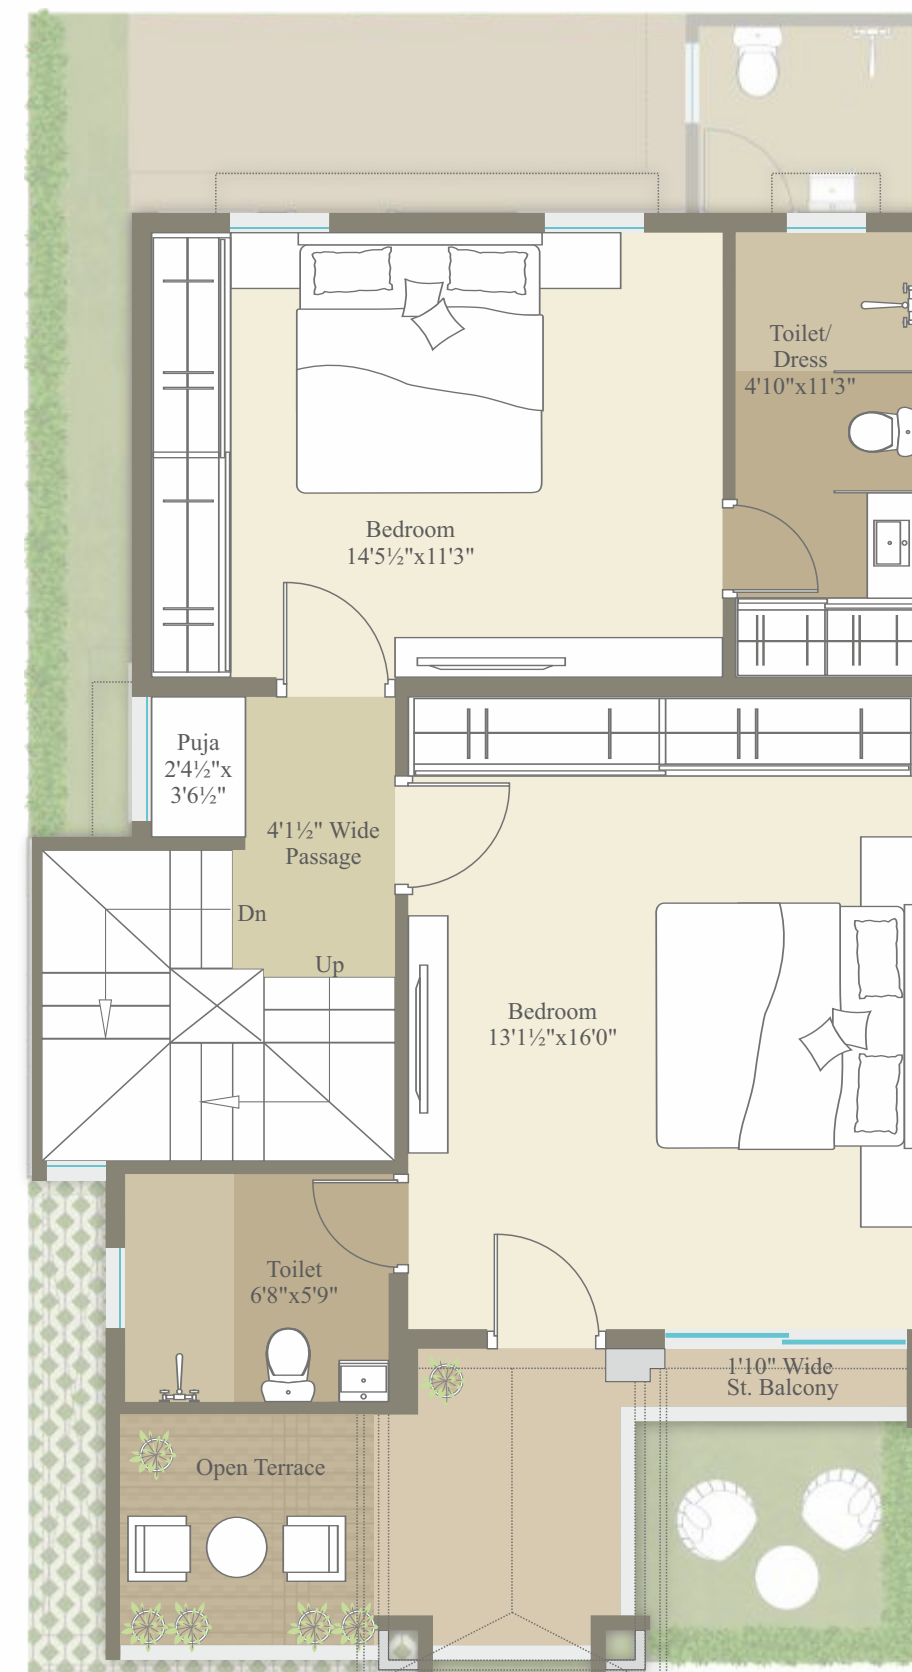 Toilet/
Dress
4'10"x11'3"
Bedroom
14'5½"x11'3"
Puja
2'4½"x
3'6½"
4'1½" Wide
Passage
Dn
Up
Bedroom
13'1½"x16'0"
Toilet
6'8"x5'9"
1'10" Wide
St. Balcony
Open Terrace